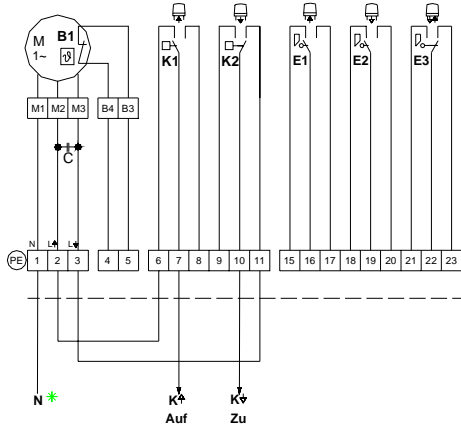 M B1
1~ ϑ
K1 K2 E1 E2 E3
M1 M2 M3 B4 B3
C
N L L
PE 1 2 3 4 5 6 7 8 9 10 11 15 16 17 18 19 20 21 22 23
N * K K
Auf Zu